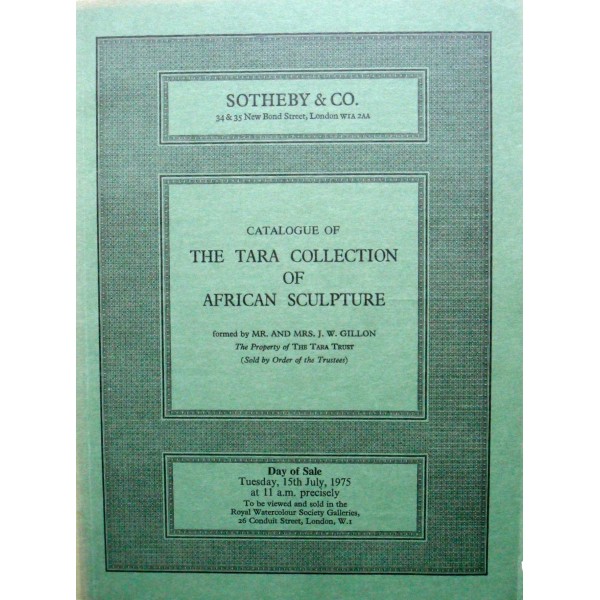 SOTHEBY & CO.
34 & 35 New Bond Street, London W1A 2AA
CATALOGUE OF
THE TARA COLLECTION
OF
AFRICAN SCULPTURE
formed by MR. AND MRS. J. W. GILLON
The Property of THE TARA TRUST
(Sold by Order of the Trustees)
Day of Sale
Tuesday, 15th July, 1975
at 11 a.m. precisely
To be viewed and sold in the
Royal Watercolour Society Galleries,
26 Conduit Street, London, W.1